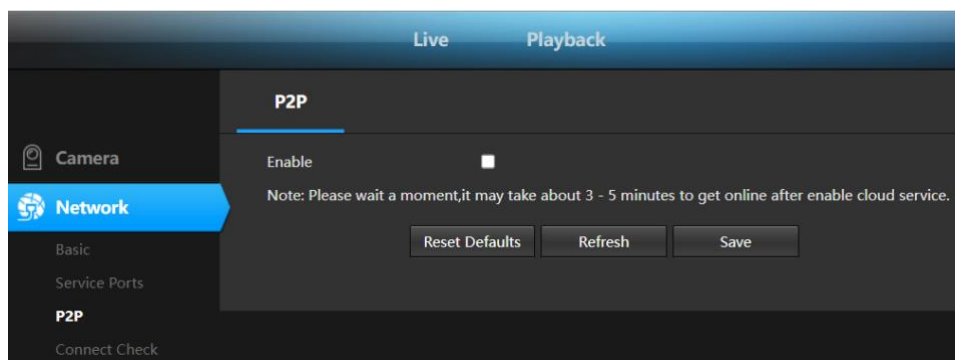 Live Playback
P2P
Camera
Enable
Note: Please wait a moment,it may take about 3 - 5 minutes to get online after enable cloud service.
Network
Reset Defaults Refresh Save
Basic
Service Ports
P2P
Connect Check